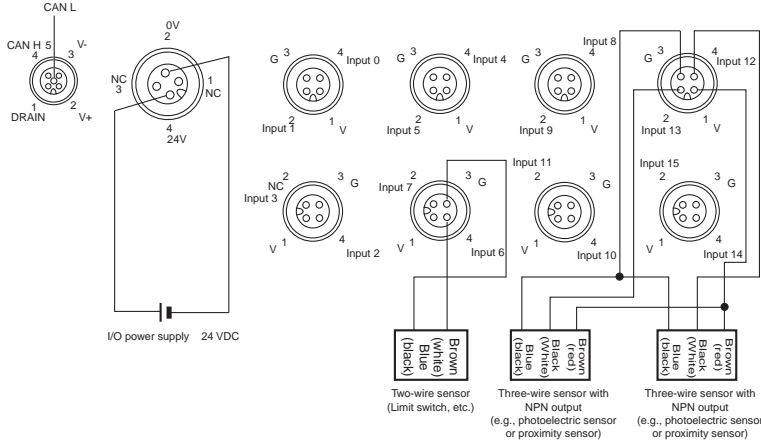 CAN L
CAN H 5 V-
4 3
1 2
DRAIN V+
0V
2
NC
3
1
NC
4
24V
I/O power supply 24 VDC
G 3 4 Input 0
2 1 V
Input 1
G 3 4 Input 4
2 1 V
Input 5
G 3 4
2 1 V
Input 9
Input 8
G 3 4 Input 12
2 1 V
Input 13
NC 2 3 G
Input 3
V 1 4 Input 2
2 3 G
Input 7
V 1 4 Input 6
Input 11
2 3 G
V 1 4 Input 10
Input 15
2 3 G
V 1 4 Input 14
Brown
(white)
Blue
(black)
Brown
(red)
Black
(White)
Blue
(black)
Brown
(red)
Black
(White)
Blue
(black)
Two-wire sensor
(Limit switch, etc.)
Three-wire sensor with
NPN output
(e.g., photoelectric sensor
or proximity sensor)
Three-wire sensor with
NPN output
(e.g., photoelectric sensor
or proximity sensor)